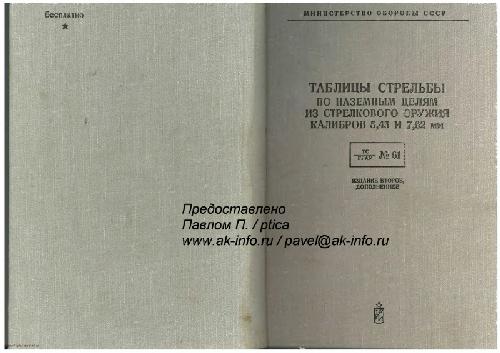 бесплатно
МИНИСТЕРСТВО ОБОРОНЫ СССР
ТАБЛИЦЫ СТРЕЛЬБЫ
ПО НАЗЕМНЫМ ЦЕЛЯМ
ИЗ СТРЕЛКОВОГО ОРУЖИЯ
КАЛИБРОВ 5,45 И 7,62 мм
ТС
ГРАУ № 61
ИЗДАНИЕ ВТОРОЕ,
ДОПОЛНЕННОЕ
Предоставлено
Павлом П. / ptica
www.ak-info.ru / pavel@ak-info.ru